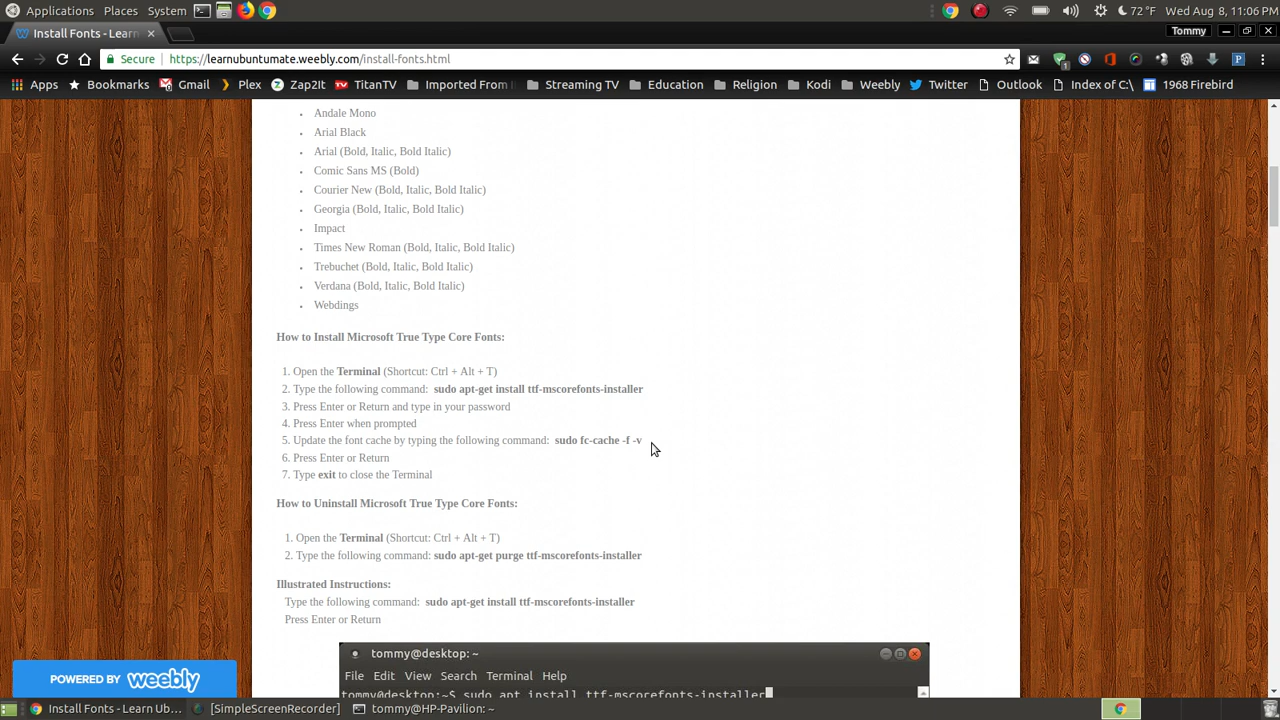 Applications Places System 72 °F Wed Aug 8, 11:06 PM
Install Fonts - Learn Tommy
Secure https://learnubuntumate.weebly.com/install-fonts.html 1
Apps Bookmarks Gmail Plex Zap2It TitanTV Imported From I Streaming TV Education Religion Kodi Weebly Twitter Outlook Index of C:\ 1968 Firebird
• Andale Mono
• Arial Black
• Arial (Bold, Italic, Bold Italic)
• Comic Sans MS (Bold)
• Courier New (Bold, Italic, Bold Italic)
• Georgia (Bold, Italic, Bold Italic)
• Impact
• Times New Roman (Bold, Italic, Bold Italic)
• Trebuchet (Bold, Italic, Bold Italic)
• Verdana (Bold, Italic, Bold Italic)
• Webdings
How to Install Microsoft True Type Core Fonts:
1. Open the Terminal (Shortcut: Ctrl + Alt + T)
2. Type the following command: sudo apt-get install ttf-mscorefonts-installer
3. Press Enter or Return and type in your password
4. Press Enter when prompted
5. Update the font cache by typing the following command: sudo fc-cache -f -v
6. Press Enter or Return
7. Type exit to close the Terminal
How to Uninstall Microsoft True Type Core Fonts:
1. Open the Terminal (Shortcut: Ctrl + Alt + T)
2. Type the following command: sudo apt-get purge ttf-mscorefonts-installer
Illustrated Instructions:
Type the following command: sudo apt-get install ttf-mscorefonts-installer
Press Enter or Return
tommy@desktop: ~
File Edit View Search Terminal Help
tommy@desktop:~$ sudo apt install ttf-mscorefonts-installer
POWERED BY weebly
Install Fonts - Learn Ub... [SimpleScreenRecorder] tommy@HP-Pavilion: ~